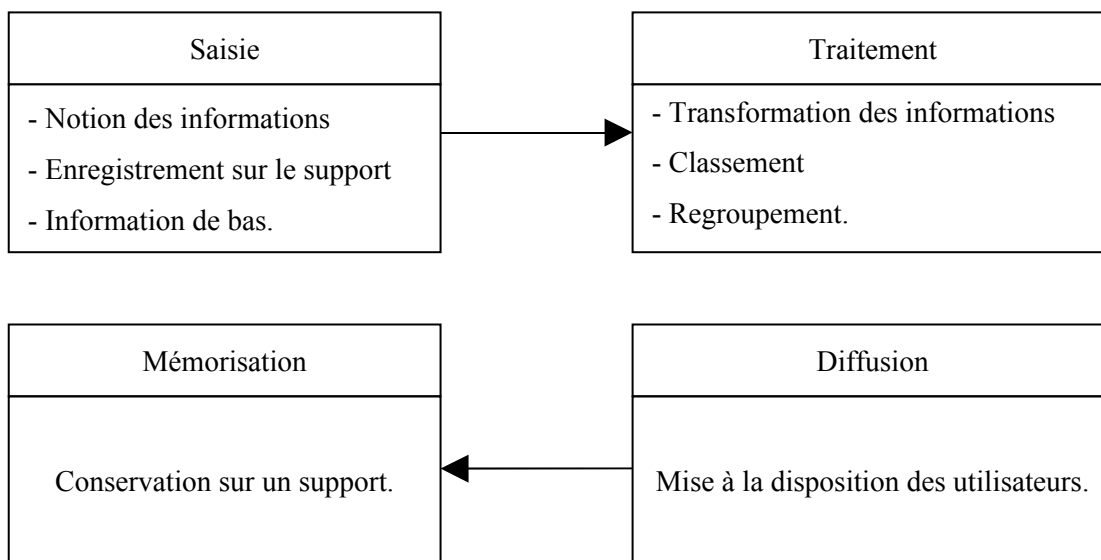 Saisie
- Notion des informations
- Enregistrement sur le support
- Information de bas.
Traitement
- Transformation des informations
- Classement
- Regroupement.
Mémorisation
Conservation sur un support.
Diffusion
Mise à la disposition des utilisateurs.